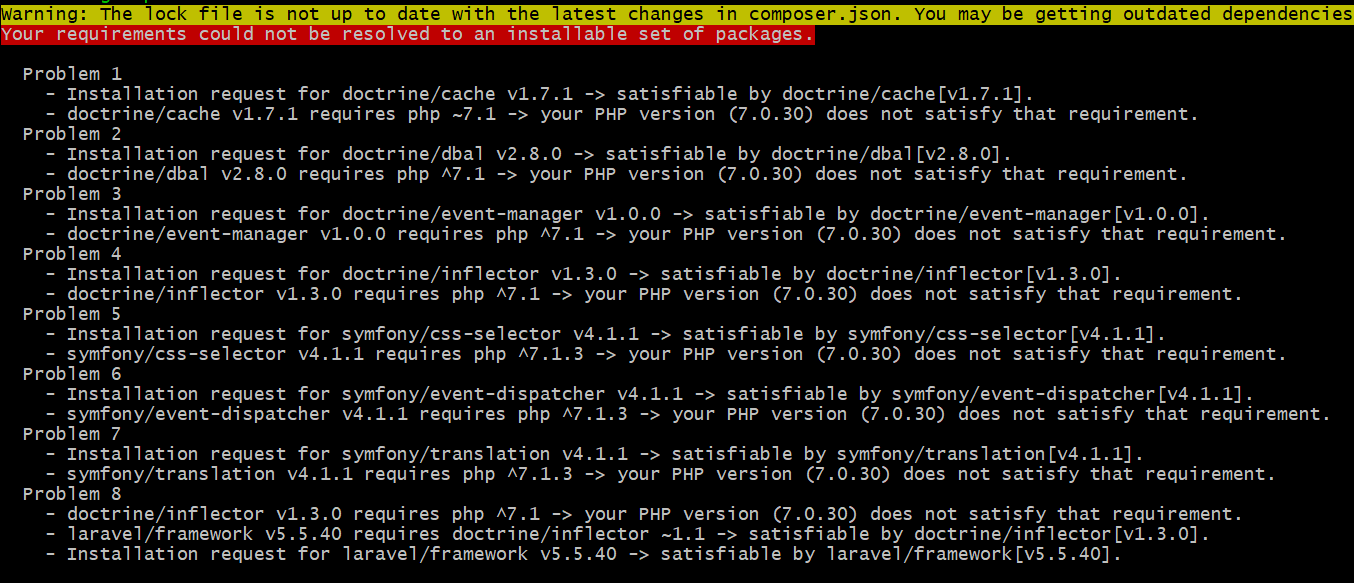 Warning: The lock file is not up to date with the latest changes in composer.json. You may be getting outdated dependencies
Your requirements could not be resolved to an installable set of packages.
Problem 1
- Installation request for doctrine/cache v1.7.1 -> satisfiable by doctrine/cache[v1.7.1].
- doctrine/cache v1.7.1 requires php ~7.1 -> your PHP version (7.0.30) does not satisfy that requirement.
Problem 2
- Installation request for doctrine/dbal v2.8.0 -> satisfiable by doctrine/dbal[v2.8.0].
- doctrine/dbal v2.8.0 requires php ^7.1 -> your PHP version (7.0.30) does not satisfy that requirement.
Problem 3
- Installation request for doctrine/event-manager v1.0.0 -> satisfiable by doctrine/event-manager[v1.0.0].
- doctrine/event-manager v1.0.0 requires php ^7.1 -> your PHP version (7.0.30) does not satisfy that requirement.
Problem 4
- Installation request for doctrine/inflector v1.3.0 -> satisfiable by doctrine/inflector[v1.3.0].
- doctrine/inflector v1.3.0 requires php ^7.1 -> your PHP version (7.0.30) does not satisfy that requirement.
Problem 5
- Installation request for symfony/css-selector v4.1.1 -> satisfiable by symfony/css-selector[v4.1.1].
- symfony/css-selector v4.1.1 requires php ^7.1.3 -> your PHP version (7.0.30) does not satisfy that requirement.
Problem 6
- Installation request for symfony/event-dispatcher v4.1.1 -> satisfiable by symfony/event-dispatcher[v4.1.1].
- symfony/event-dispatcher v4.1.1 requires php ^7.1.3 -> your PHP version (7.0.30) does not satisfy that requirement.
Problem 7
- Installation request for symfony/translation v4.1.1 -> satisfiable by symfony/translation[v4.1.1].
- symfony/translation v4.1.1 requires php ^7.1.3 -> your PHP version (7.0.30) does not satisfy that requirement.
Problem 8
- doctrine/inflector v1.3.0 requires php ^7.1 -> your PHP version (7.0.30) does not satisfy that requirement.
- laravel/framework v5.5.40 requires doctrine/inflector ~1.1 -> satisfiable by doctrine/inflector[v1.3.0].
- Installation request for laravel/framework v5.5.40 -> satisfiable by laravel/framework[v5.5.40].